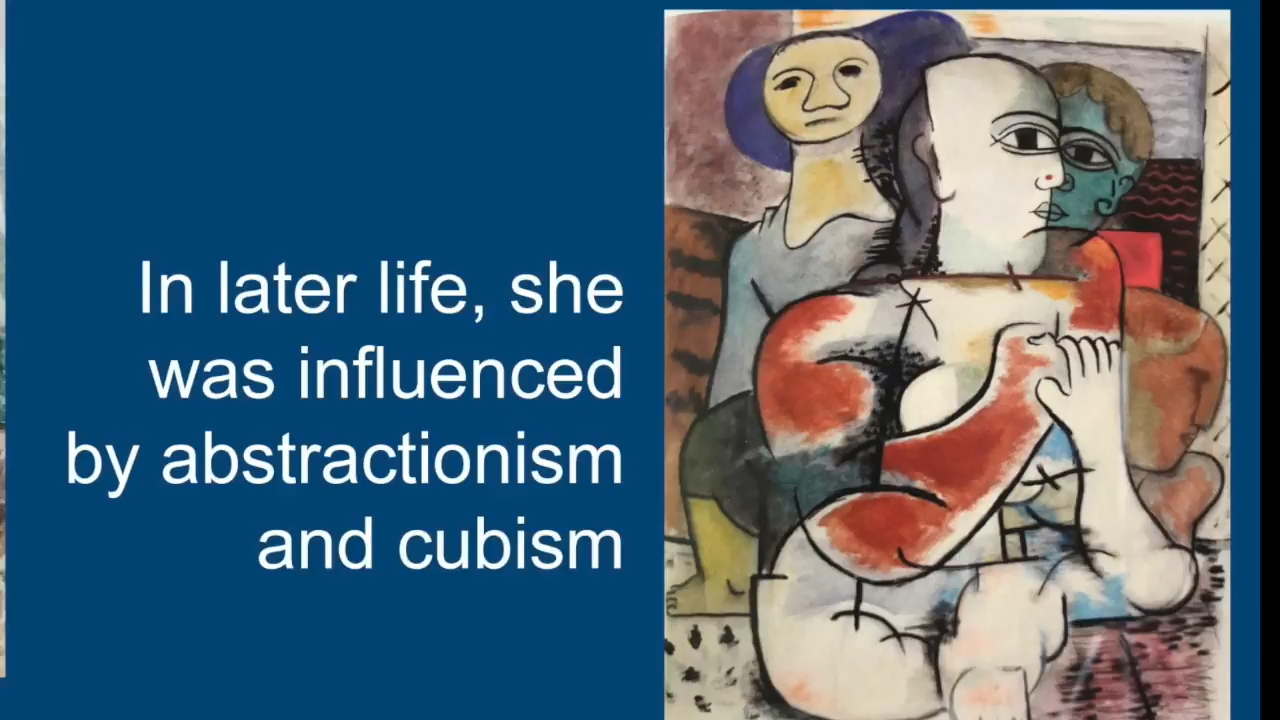 In later life, she
was influenced
by abstractionism
and cubism